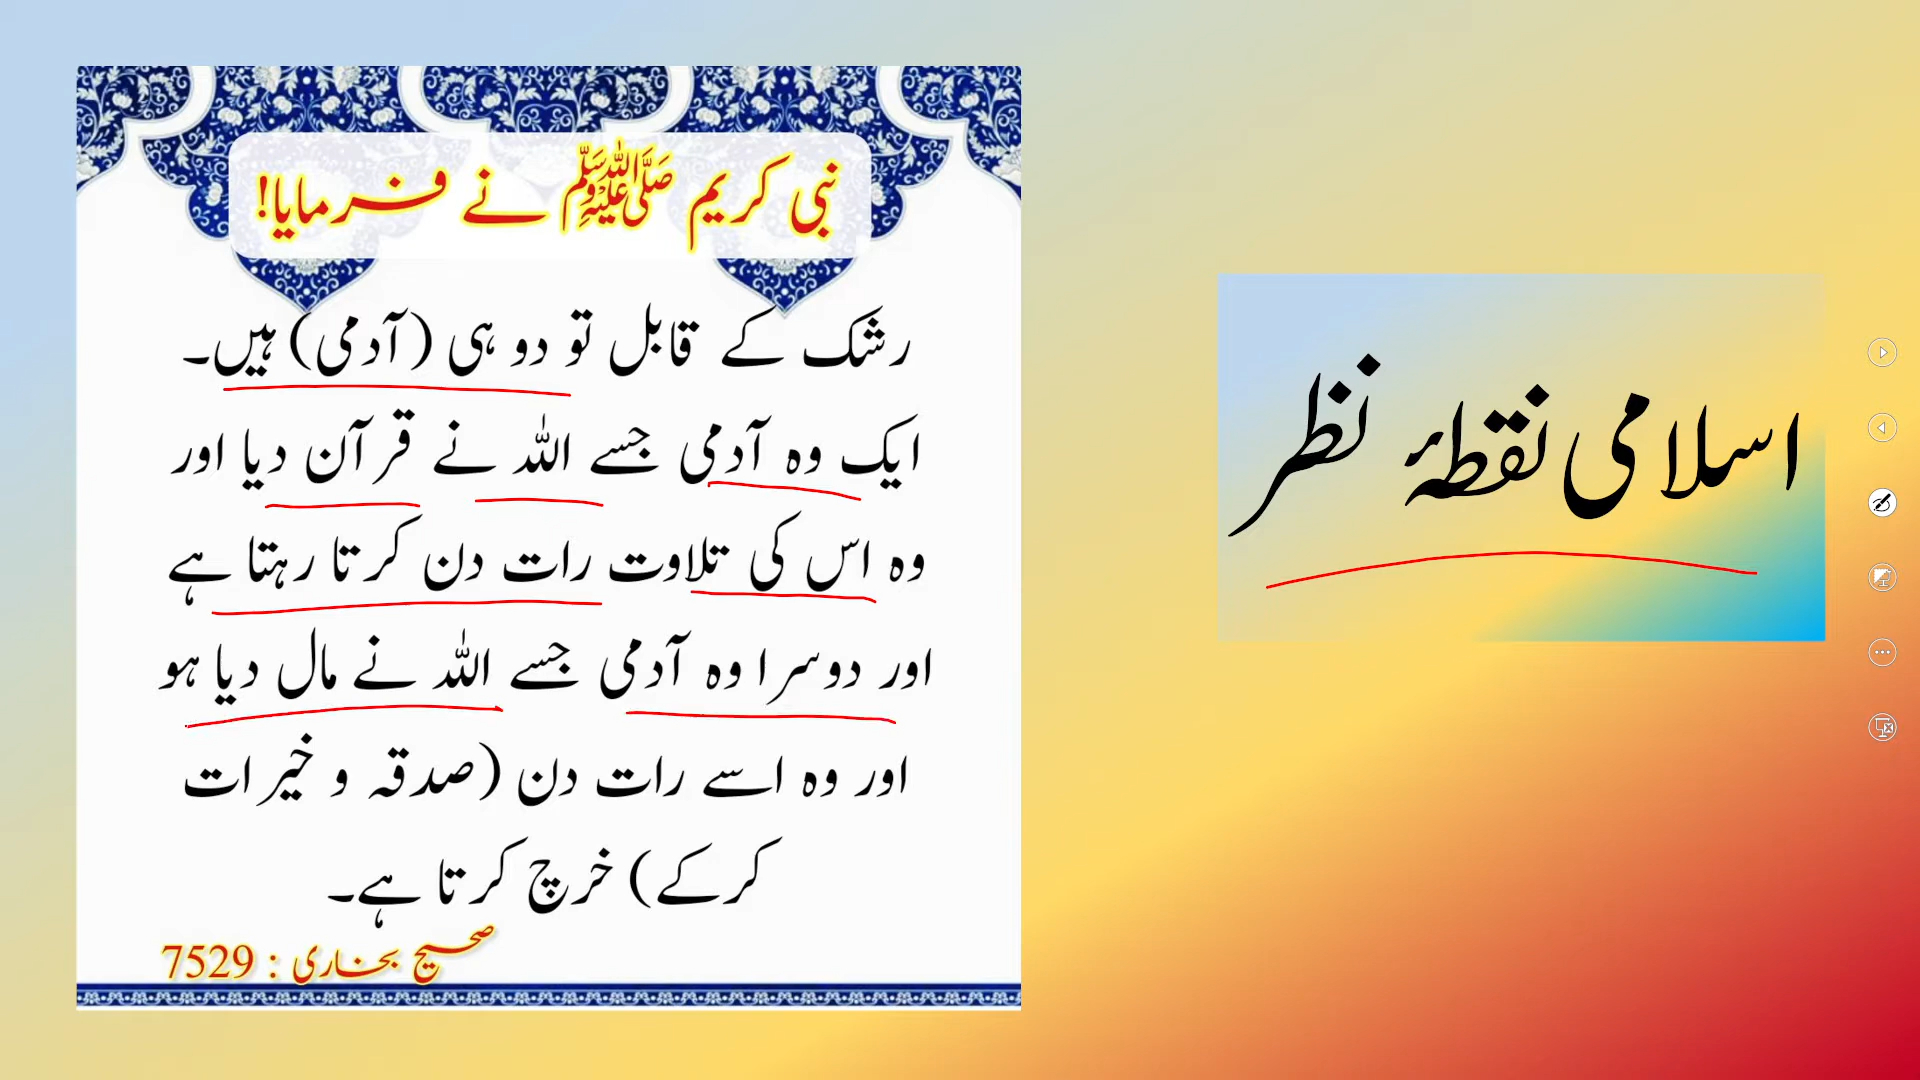 نبی کریم ﷺ نے فرمایا!
رشک کے قابل تو دو ہی (آدمی) ہیں۔
ایک وہ آدمی جسے اللہ نے قرآن دیا اور
وہ اس کی تلاوت رات دن کرتا رہتا ہے
اور دوسرا وہ آدمی جسے اللہ نے مال دیا ہو
اور وہ اسے رات دن (صدقہ و خیرات
کرکے) خرچ کرتا ہے۔
صحیح بخاری : 7529
اسلامی نقطۂ نظر